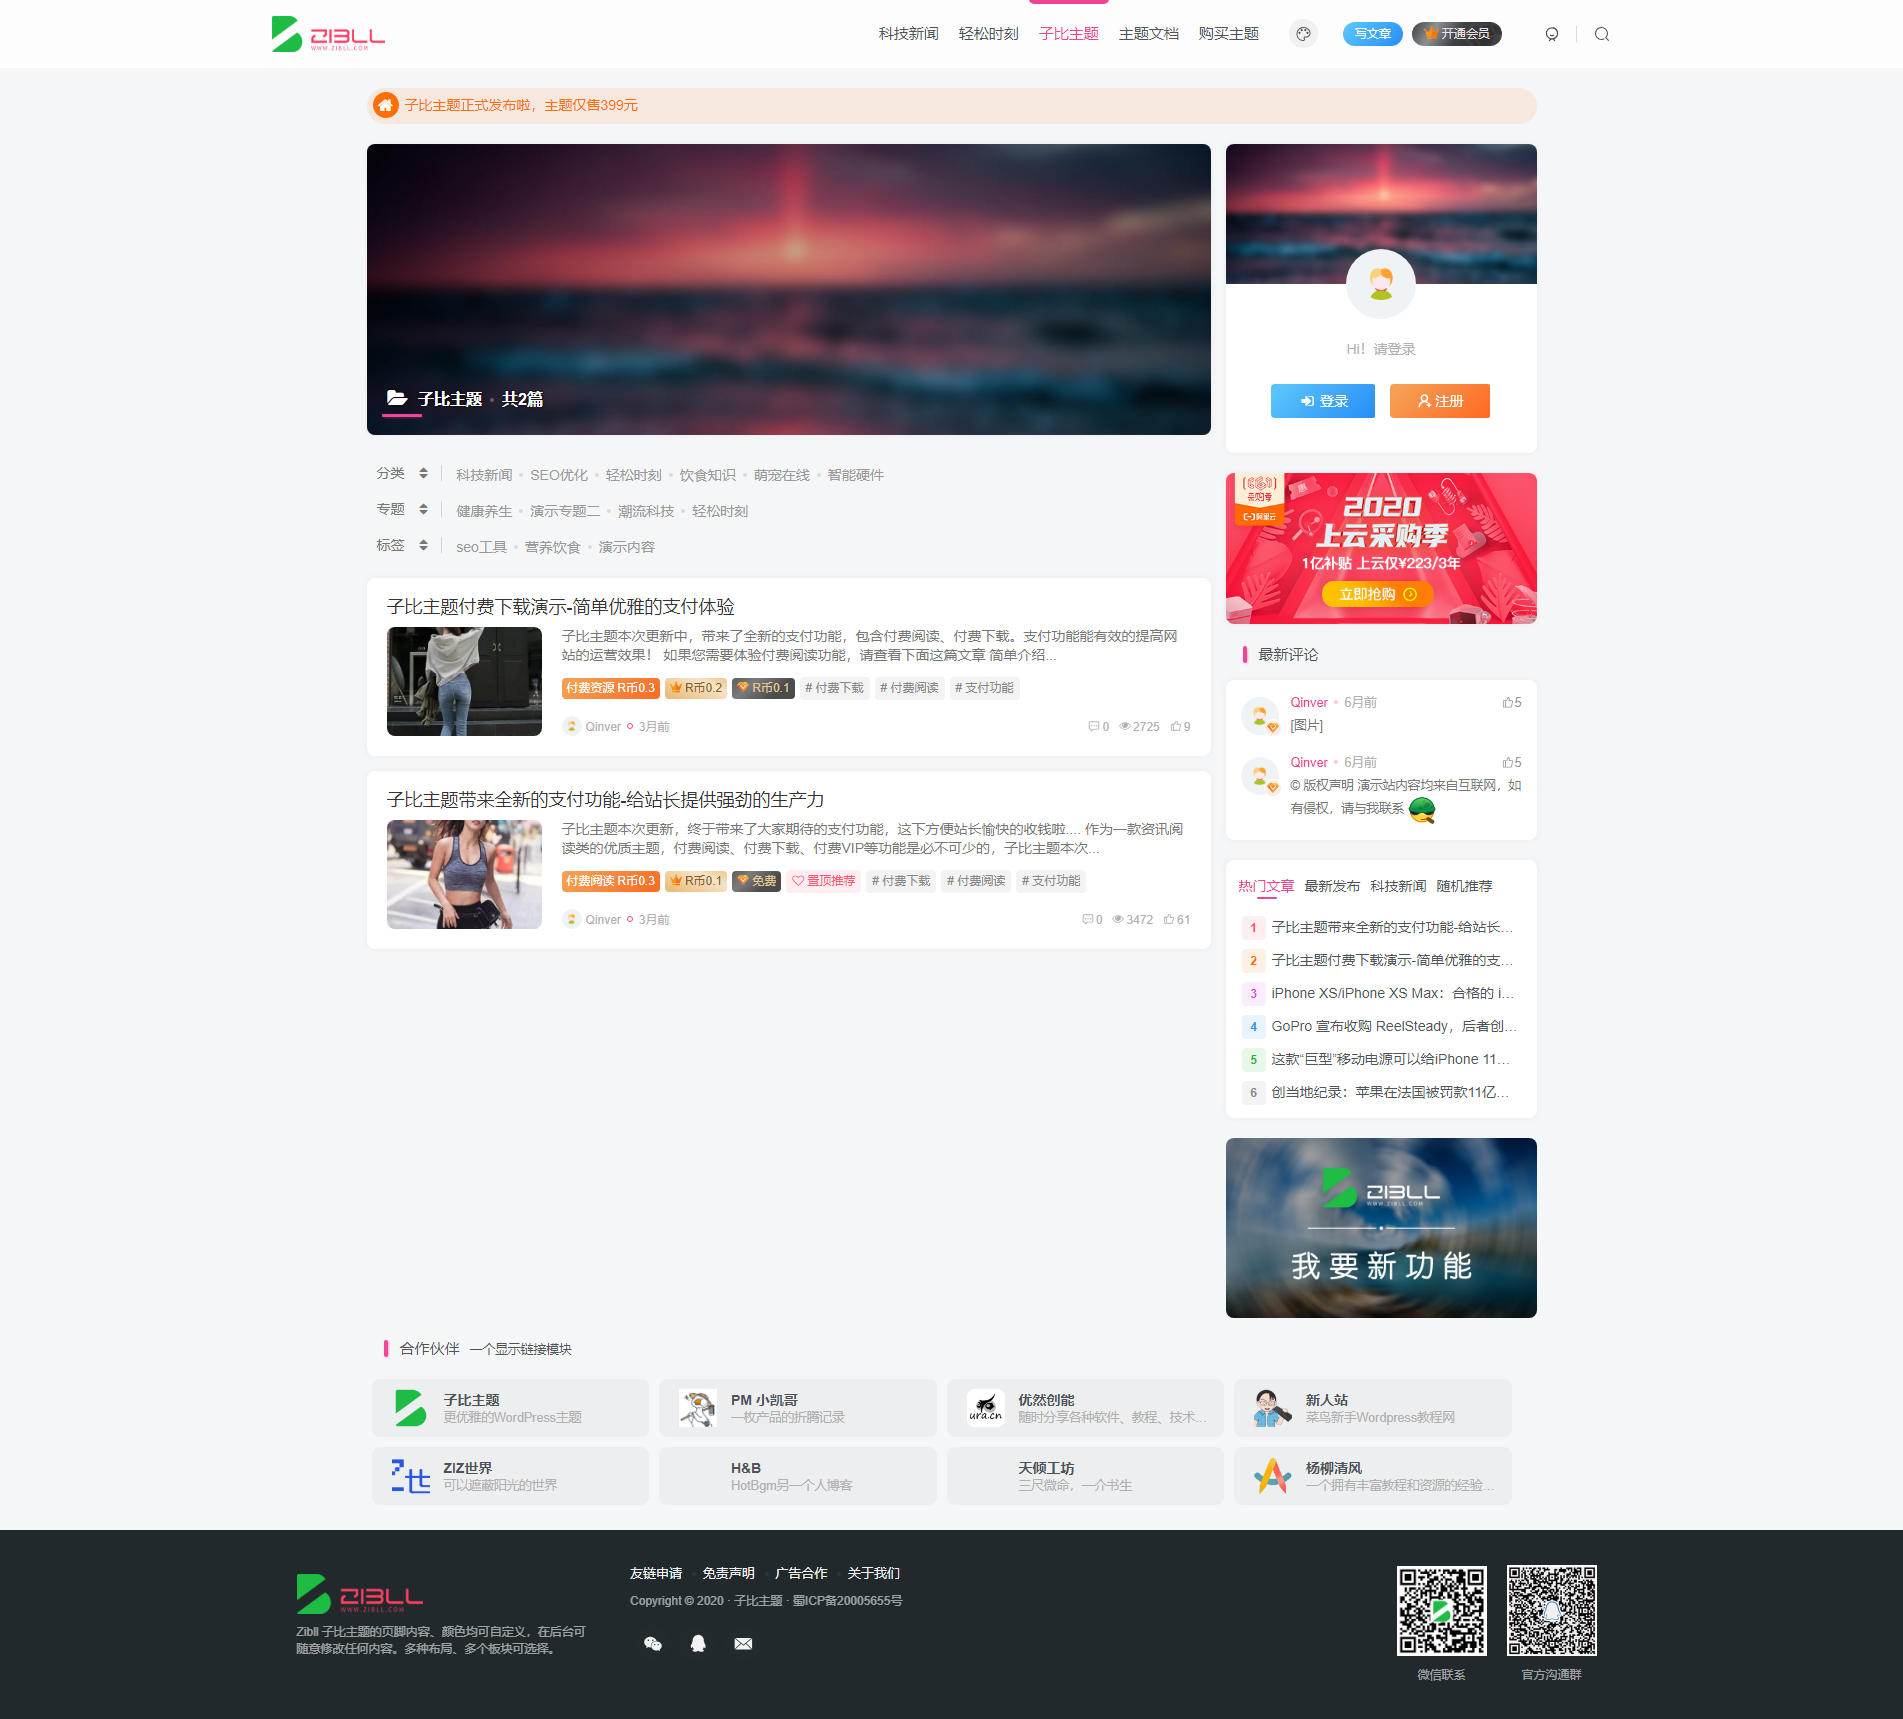 ZIBLL
WWW.ZIBLL.COM
科技新闻 轻松时刻 子比主题 主题文档 购买主题 写文章 开通会员
子比主题正式发布啦，主题仅售399元
子比主题 • 共2篇
Hi！请登录
登录 注册
分类 科技新闻 • SEO优化 • 轻松时刻 • 饮食知识 • 萌宠在线 • 智能硬件
专题 健康养生 • 演示专题二 • 潮流科技 • 轻松时刻
标签 seo工具 • 营养饮食 • 演示内容
子比主题付费下载演示-简单优雅的支付体验
子比主题本次更新中，带来了全新的支付功能，包含付费阅读、付费下载。支付功能能有效的提高网
站的运营效果！ 如果您需要体验付费阅读功能，请查看下面这篇文章 简单介绍...
付费资源 R币0.3 R币0.2 R币0.1 # 付费下载 # 付费阅读 # 支付功能
Qinver 3月前 0 2725 9
子比主题带来全新的支付功能-给站长提供强劲的生产力
子比主题本次更新，终于带来了大家期待的支付功能，这下方便站长愉快的收钱啦.... 作为一款资讯阅
读类的优质主题，付费阅读、付费下载、付费VIP等功能是必不可少的，子比主题本次...
付费阅读 R币0.3 R币0.1 免费 置顶推荐 # 付费下载 # 付费阅读 # 支付功能
Qinver 3月前 0 3472 61
采购季
(-)阿里云
2020
上云采购季
1亿补贴 上云仅¥223/3年
立即抢购
最新评论
Qinver • 6月前 5
[图片]
Qinver • 6月前 5
© 版权声明 演示站内容均来自互联网，如
有侵权，请与我联系
热门文章 最新发布 科技新闻 随机推荐
1 子比主题带来全新的支付功能-给站长...
2 子比主题付费下载演示-简单优雅的支...
3 iPhone XS/iPhone XS Max：合格的 i...
4 GoPro 宣布收购 ReelSteady，后者创...
5 这款“巨型”移动电源可以给iPhone 11...
6 创当地纪录：苹果在法国被罚款11亿...
ZIBLL
WWW.ZIBLL.COM
我要新功能
合作伙伴 一个显示链接模块
子比主题
更优雅的WordPress主题
PM 小凯哥
一枚产品的折腾记录
ura.cn
优然创能
随时分享各种软件、教程、技术...
新人站
菜鸟新手Wordpress教程网
ZIZ世界
可以遮蔽阳光的世界
H&B
HotBgm另一个人博客
天倾工坊
三尺微命，一介书生
杨柳清风
一个拥有丰富教程和资源的经验...
ZIBLL
WWW.ZIBLL.COM
Zibll 子比主题的页脚内容、颜色均可自定义，在后台可
随意修改任何内容。多种布局、多个板块可选择。
友链申请 免责声明 广告合作 关于我们
Copyright © 2020 · 子比主题 · 蜀ICP备20005655号
微信联系 官方沟通群